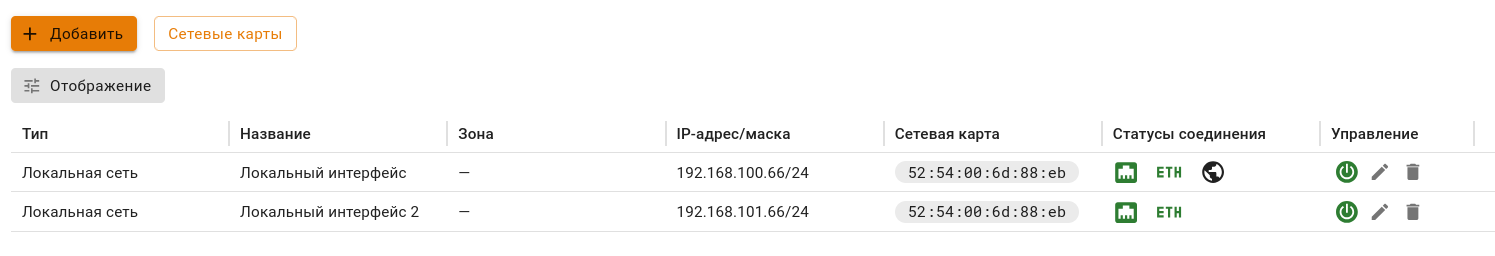 Добавить Сетевые карты
Отображение
Тип Название Зона IP-адрес/маска Сетевая карта Статусы соединения Управление
Локальная сеть Локальный интерфейс — 192.168.100.66/24 52:54:00:6d:88:eb ETH
Локальная сеть Локальный интерфейс 2 — 192.168.101.66/24 52:54:00:6d:88:eb ETH